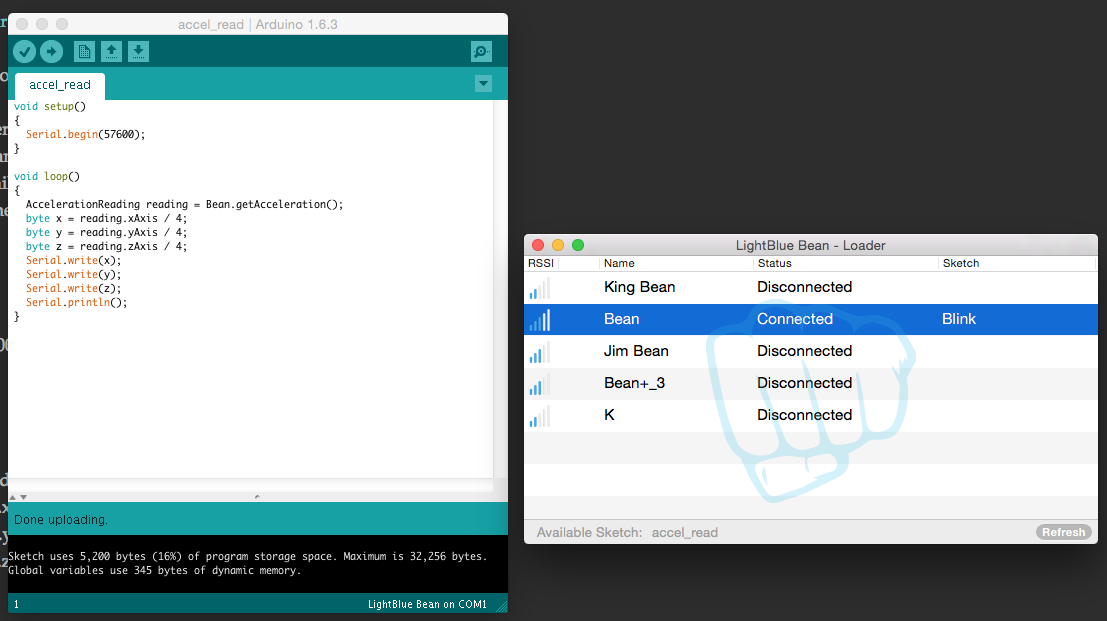 accel_read | Arduino 1.6.3
accel_read
void setup()
{
  Serial.begin(57600);
}
void loop()
{
  AccelerationReading reading = Bean.getAcceleration();
  byte x = reading.xAxis / 4;
  byte y = reading.yAxis / 4;
  byte z = reading.zAxis / 4;
  Serial.write(x);
  Serial.write(y);
  Serial.write(z);
  Serial.println();
}
Done uploading.
Sketch uses 5,200 bytes (16%) of program storage space. Maximum is 32,256 bytes.
Global variables use 345 bytes of dynamic memory.
1 LightBlue Bean on COM1
LightBlue Bean - Loader
RSSI Name Status Sketch
King Bean Disconnected
Bean Connected Blink
Jim Bean Disconnected
Bean+_3 Disconnected
K Disconnected
Available Sketch: accel_read Refresh